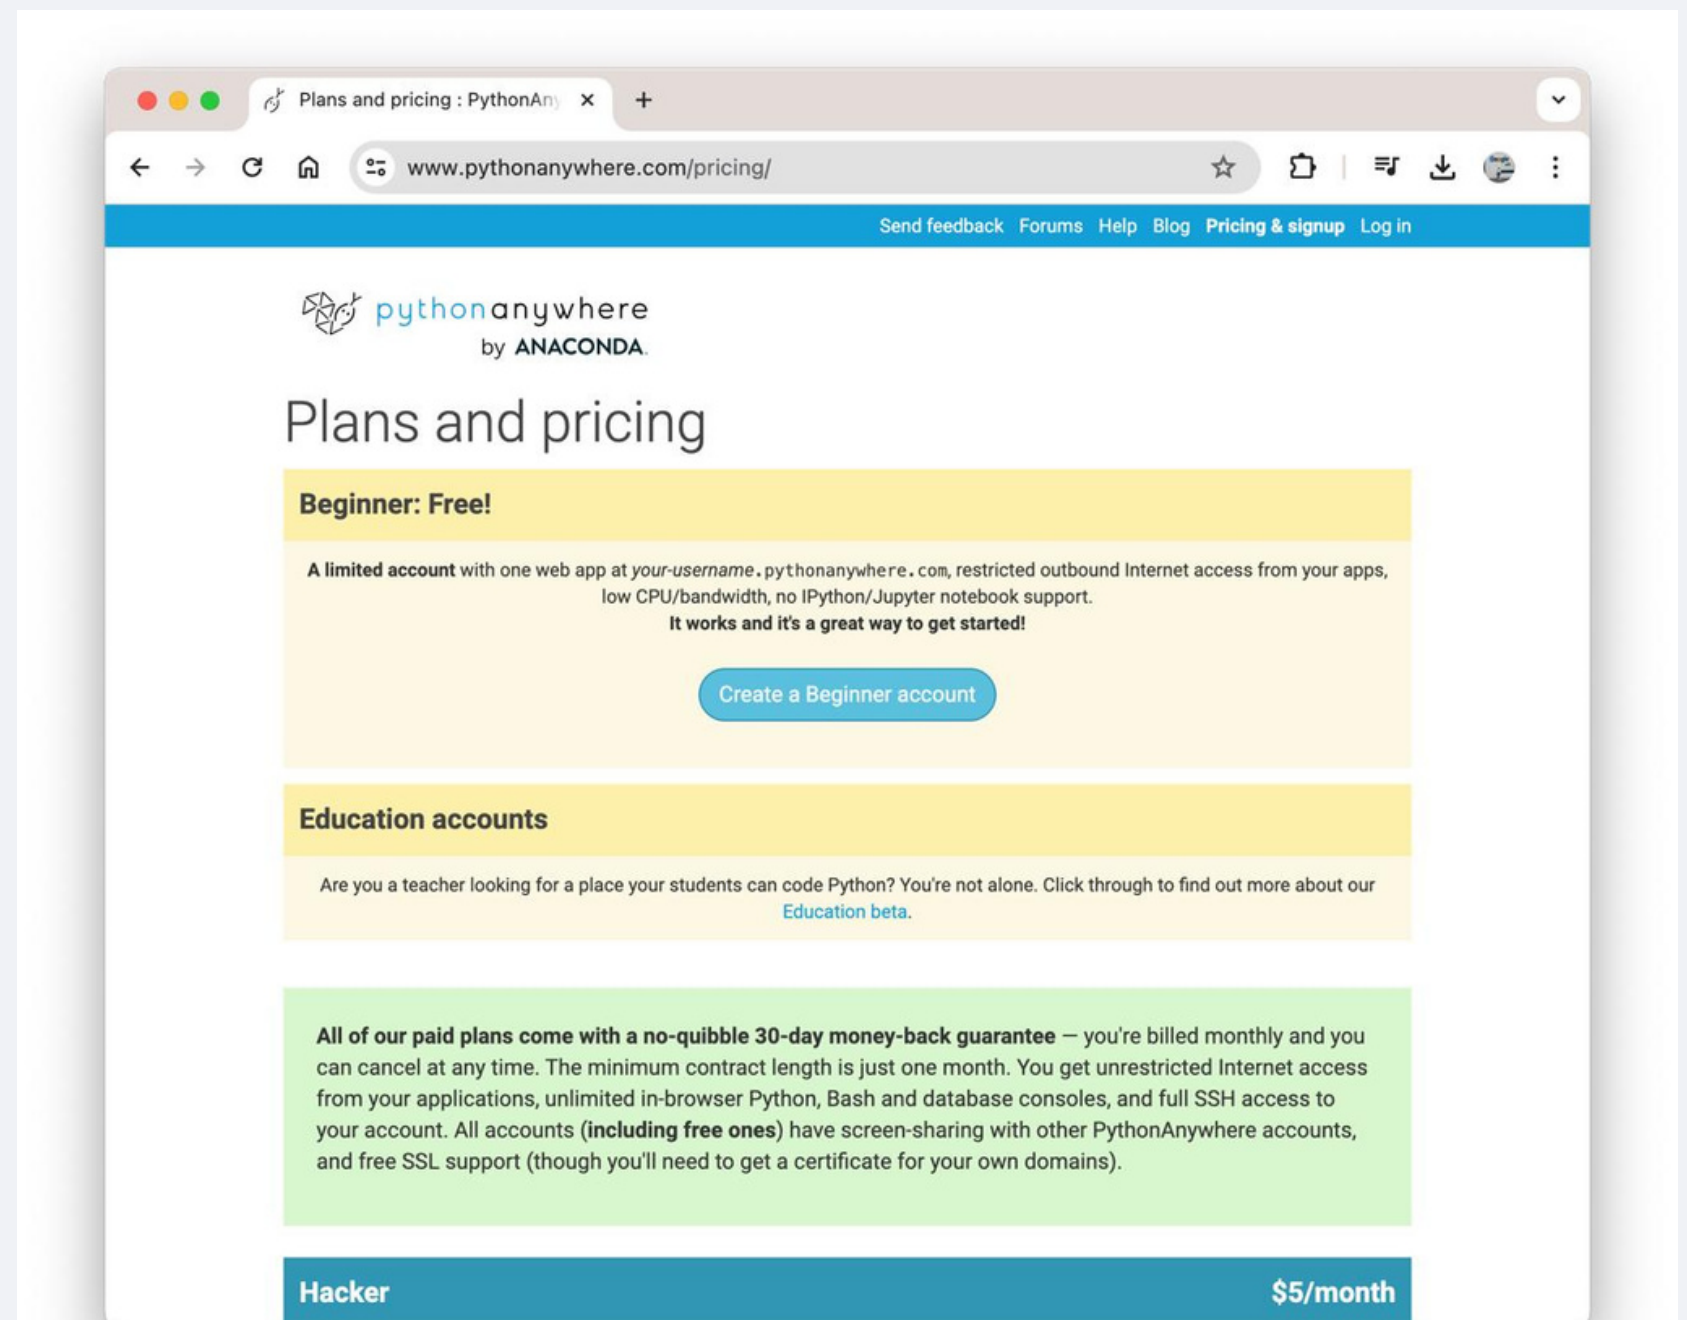 Plans and pricing : PythonAny
www.pythonanywhere.com/pricing/
Send feedback Forums Help Blog Pricing & signup Log in
pythonanywhere
by ANACONDA.
Plans and pricing
Beginner: Free!
A limited account with one web app at your-username.pythonanywhere.com, restricted outbound Internet access from your apps,
low CPU/bandwidth, no IPython/Jupyter notebook support.
It works and it's a great way to get started!
Create a Beginner account
Education accounts
Are you a teacher looking for a place your students can code Python? You're not alone. Click through to find out more about our
Education beta.
All of our paid plans come with a no-quibble 30-day money-back guarantee — you're billed monthly and you
can cancel at any time. The minimum contract length is just one month. You get unrestricted Internet access
from your applications, unlimited in-browser Python, Bash and database consoles, and full SSH access to
your account. All accounts (including free ones) have screen-sharing with other PythonAnywhere accounts,
and free SSL support (though you'll need to get a certificate for your own domains).
Hacker $5/month